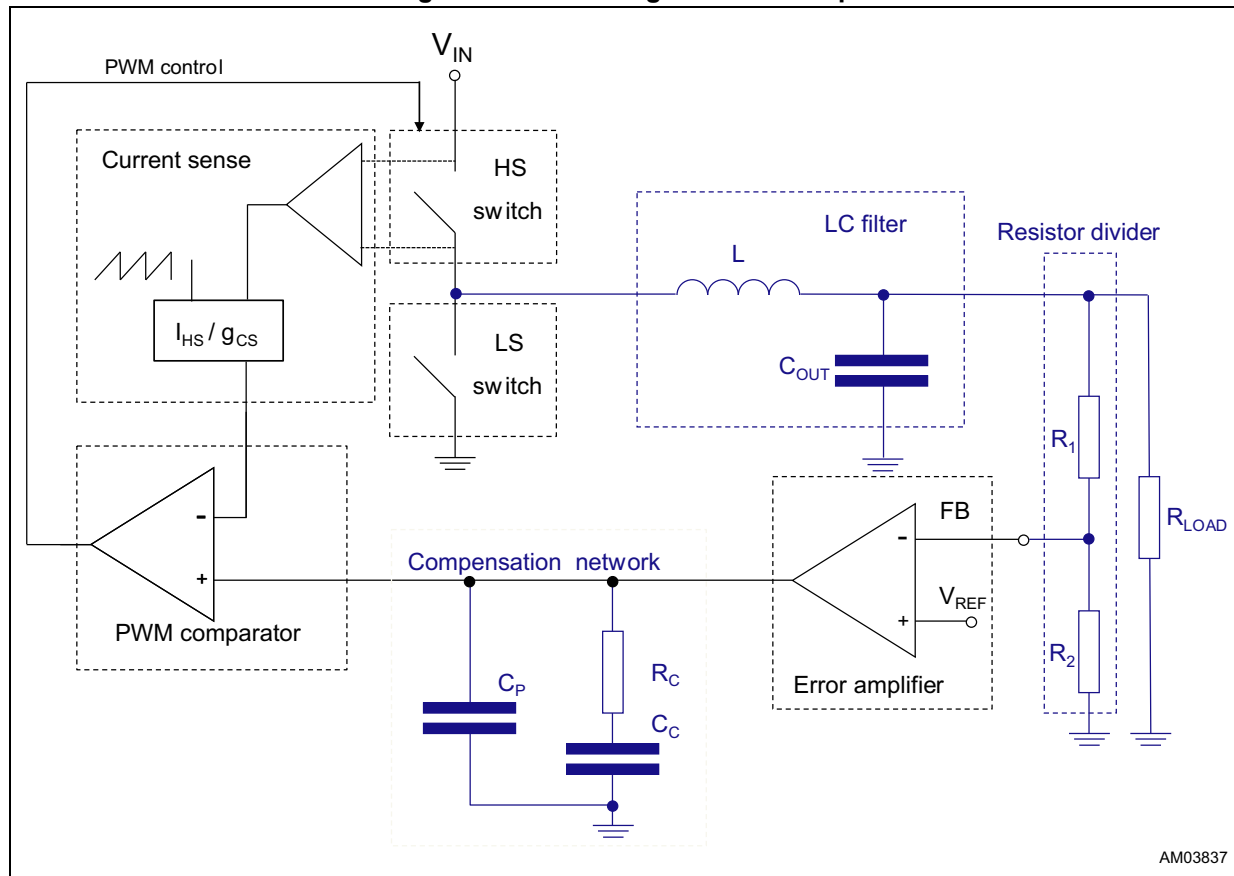 PWM control
V_IN
Current sense
HS
switch
LC filter
Resistor divider
L
I_HS / g_CS
LS
switch
C_OUT
R_1
FB
R_LOAD
-
-
Compensation network
V_REF
+
+
PWM comparator
R_2
C_P
R_C
Error amplifier
C_C
AM03837